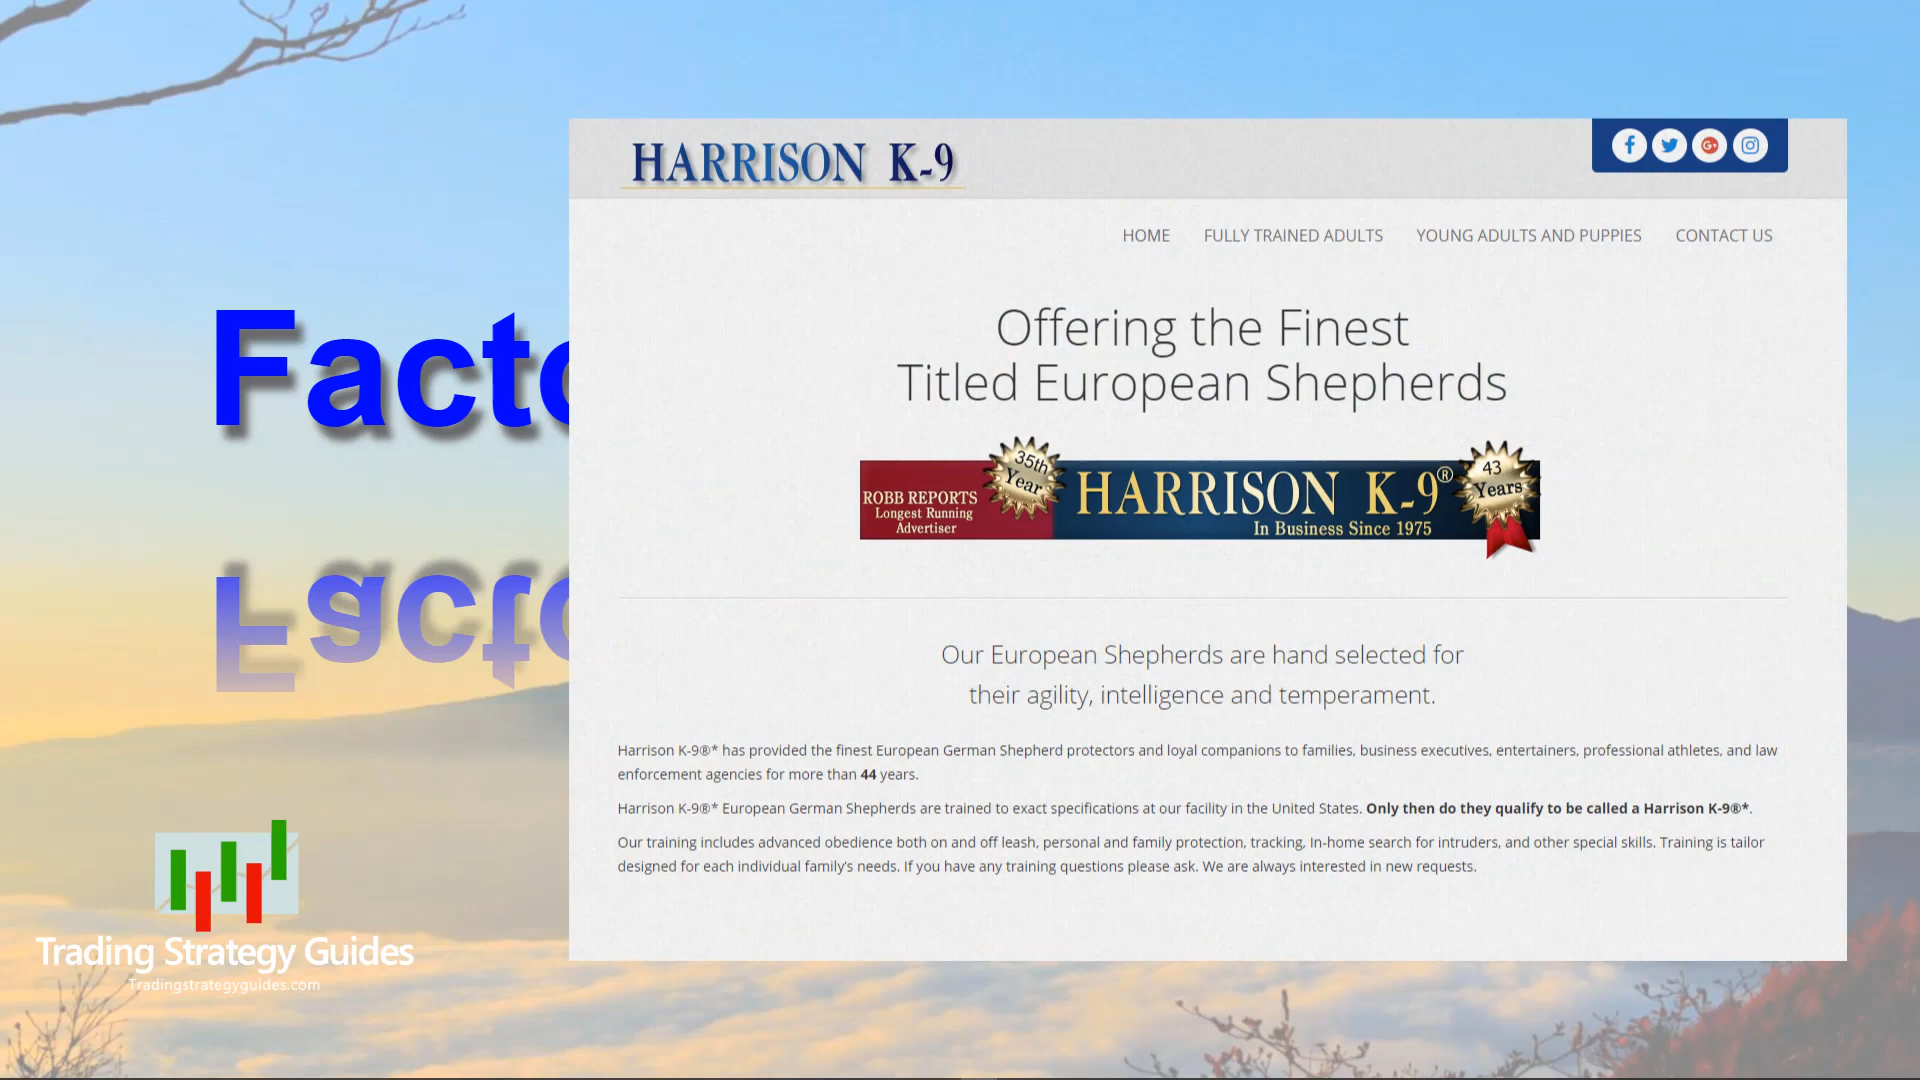 HARRISON K-9
HOME FULLY TRAINED ADULTS YOUNG ADULTS AND PUPPIES CONTACT US
Offering the Finest
Titled European Shepherds
ROBB REPORTS
Longest Running
Advertiser
35th
Year
HARRISON K-9®
In Business Since 1975
43
Years
Our European Shepherds are hand selected for
their agility, intelligence and temperament.
Harrison K-9®* has provided the finest European German Shepherd protectors and loyal companions to families, business executives, entertainers, professional athletes, and law
enforcement agencies for more than 44 years.
Harrison K-9®* European German Shepherds are trained to exact specifications at our facility in the United States. Only then do they qualify to be called a Harrison K-9®*.
Our training includes advanced obedience both on and off leash, personal and family protection, tracking, In-home search for intruders, and other special skills. Training is tailor
designed for each individual family's needs. If you have any training questions please ask. We are always interested in new requests.
Facto
Trading Strategy Guides
Tradingstrategyguides.com